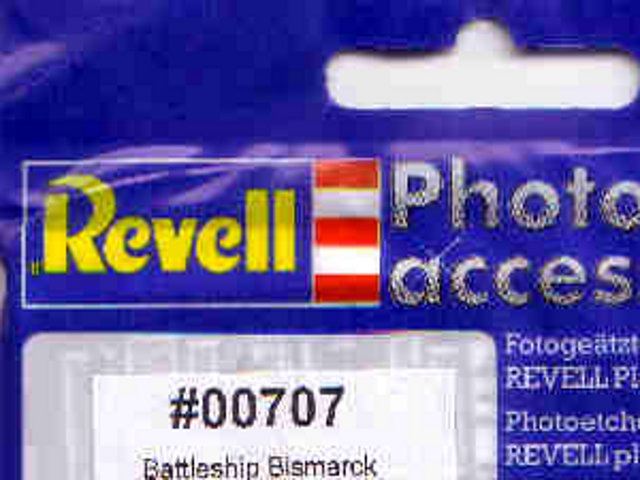 Revell
Photo
acces
#00707
Battleship Bismarck
Fotogeätzt
REVELL Pl
Photoetche
REVELL pl